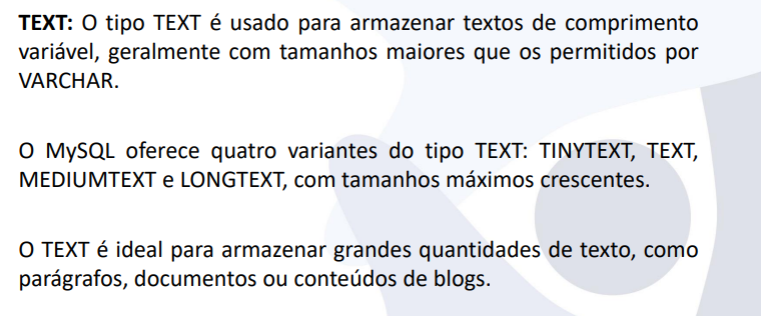 TEXT: O tipo TEXT é usado para armazenar textos de comprimento
variável, geralmente com tamanhos maiores que os permitidos por
VARCHAR.
O MySQL oferece quatro variantes do tipo TEXT: TINYTEXT, TEXT,
MEDIUMTEXT e LONGTEXT, com tamanhos máximos crescentes.
O TEXT é ideal para armazenar grandes quantidades de texto, como
parágrafos, documentos ou conteúdos de blogs.